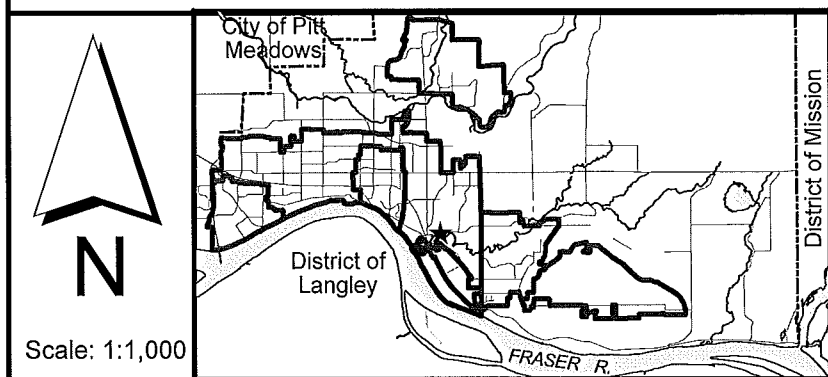 City of Pitt
Meadows
District of Mission
District of
Langley
FRASER R.
N
Scale: 1:1,000